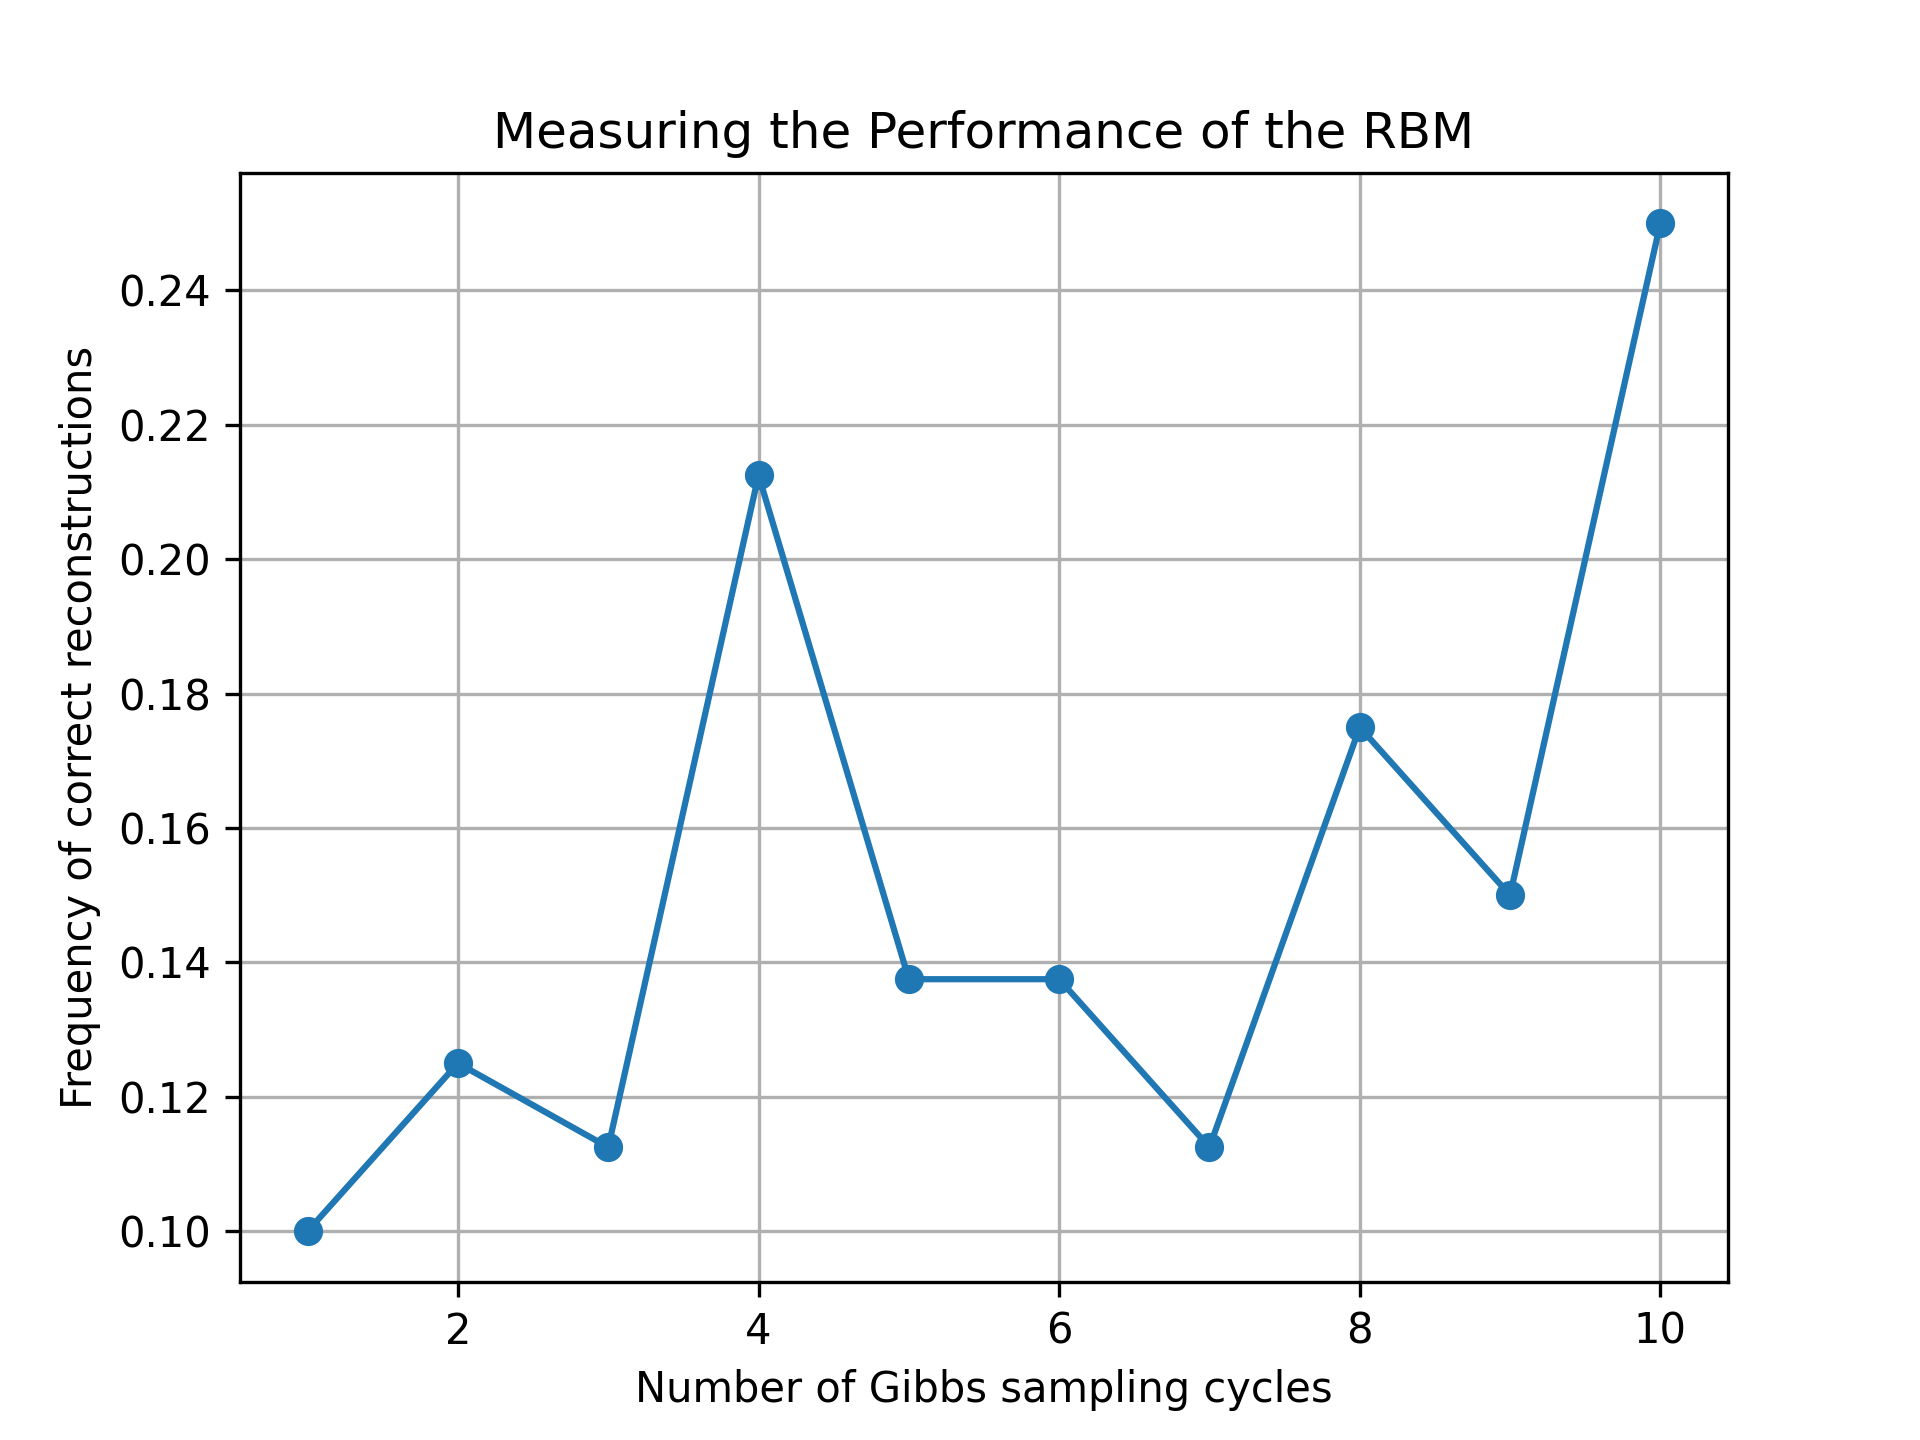 Measuring the Performance of the RBM
Frequency of correct reconstructions
0.24
0.22
0.20
0.18
0.16
0.14
0.12
0.10
2 4 6 8 10
Number of Gibbs sampling cycles